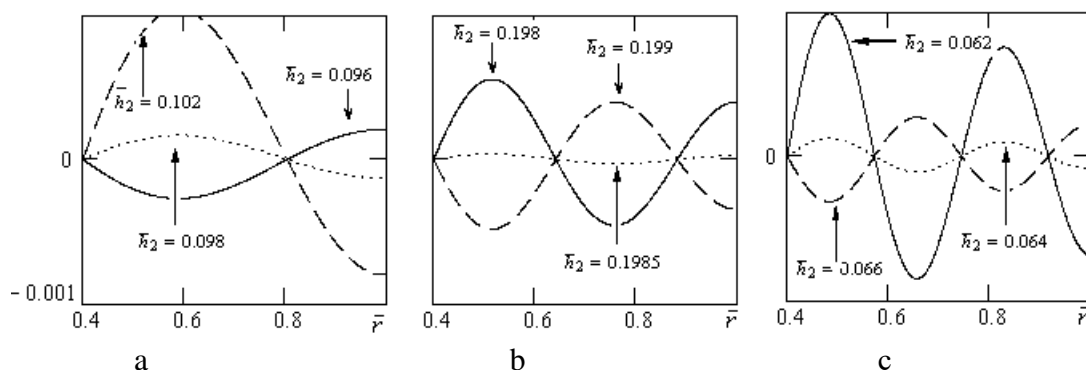 h̄₂ = 0.096
h̄₂ = 0.102
0
h̄₂ = 0.098
− 0.001
0.4 0.6 0.8 r̄
a
h̄₂ = 0.198
h̄₂ = 0.199
h̄₂ = 0.1985
0.4 0.6 0.8 r̄
b
h̄₂ = 0.062
0
h̄₂ = 0.066
h̄₂ = 0.064
0.4 0.6 0.8 r̄
c